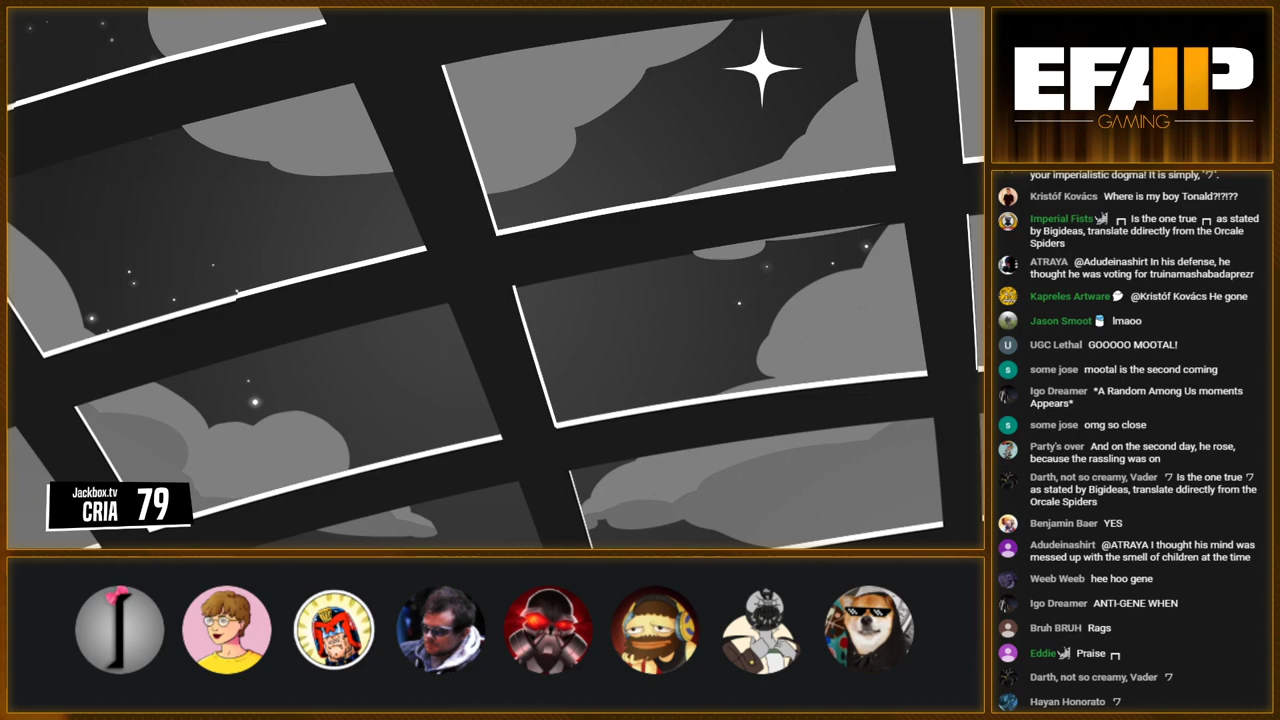 EFAP
GAMING
Jackbox.tv
CRIA 79
your imperialistic dogma! It is simply, 'ワ'.
Kristóf Kovács Where is my boy Tonald?!?!??
Imperial Fists ┌┐ Is the one true ┌┐ as stated
by Bigideas, translate ddirectly from the Orcale
Spiders
ATRAYA @Adudeinashirt In his defense, he
thought he was voting for truinamashabadaprezr
Kapreles Artware @Kristóf Kovács He gone
Jason Smoot lmaoo
U
UGC Lethal GOOOOO MOOTAL!
s
some jose mootal is the second coming
Igo Dreamer *A Random Among Us moments
Appears*
s
some jose omg so close
Party's over And on the second day, he rose,
because the rassling was on
Darth, not so creamy, Vader ワ Is the one true ワ
as stated by Bigideas, translate ddirectly from the
Orcale Spiders
Benjamin Baer YES
Adudeinashirt @ATRAYA I thought his mind was
messed up with the smell of children at the time
Weeb Weeb hee hoo gene
Igo Dreamer ANTI-GENE WHEN
Bruh BRUH Rags
Eddie Praise ┌┐
Darth, not so creamy, Vader ワ
Hayan Honorato ワ